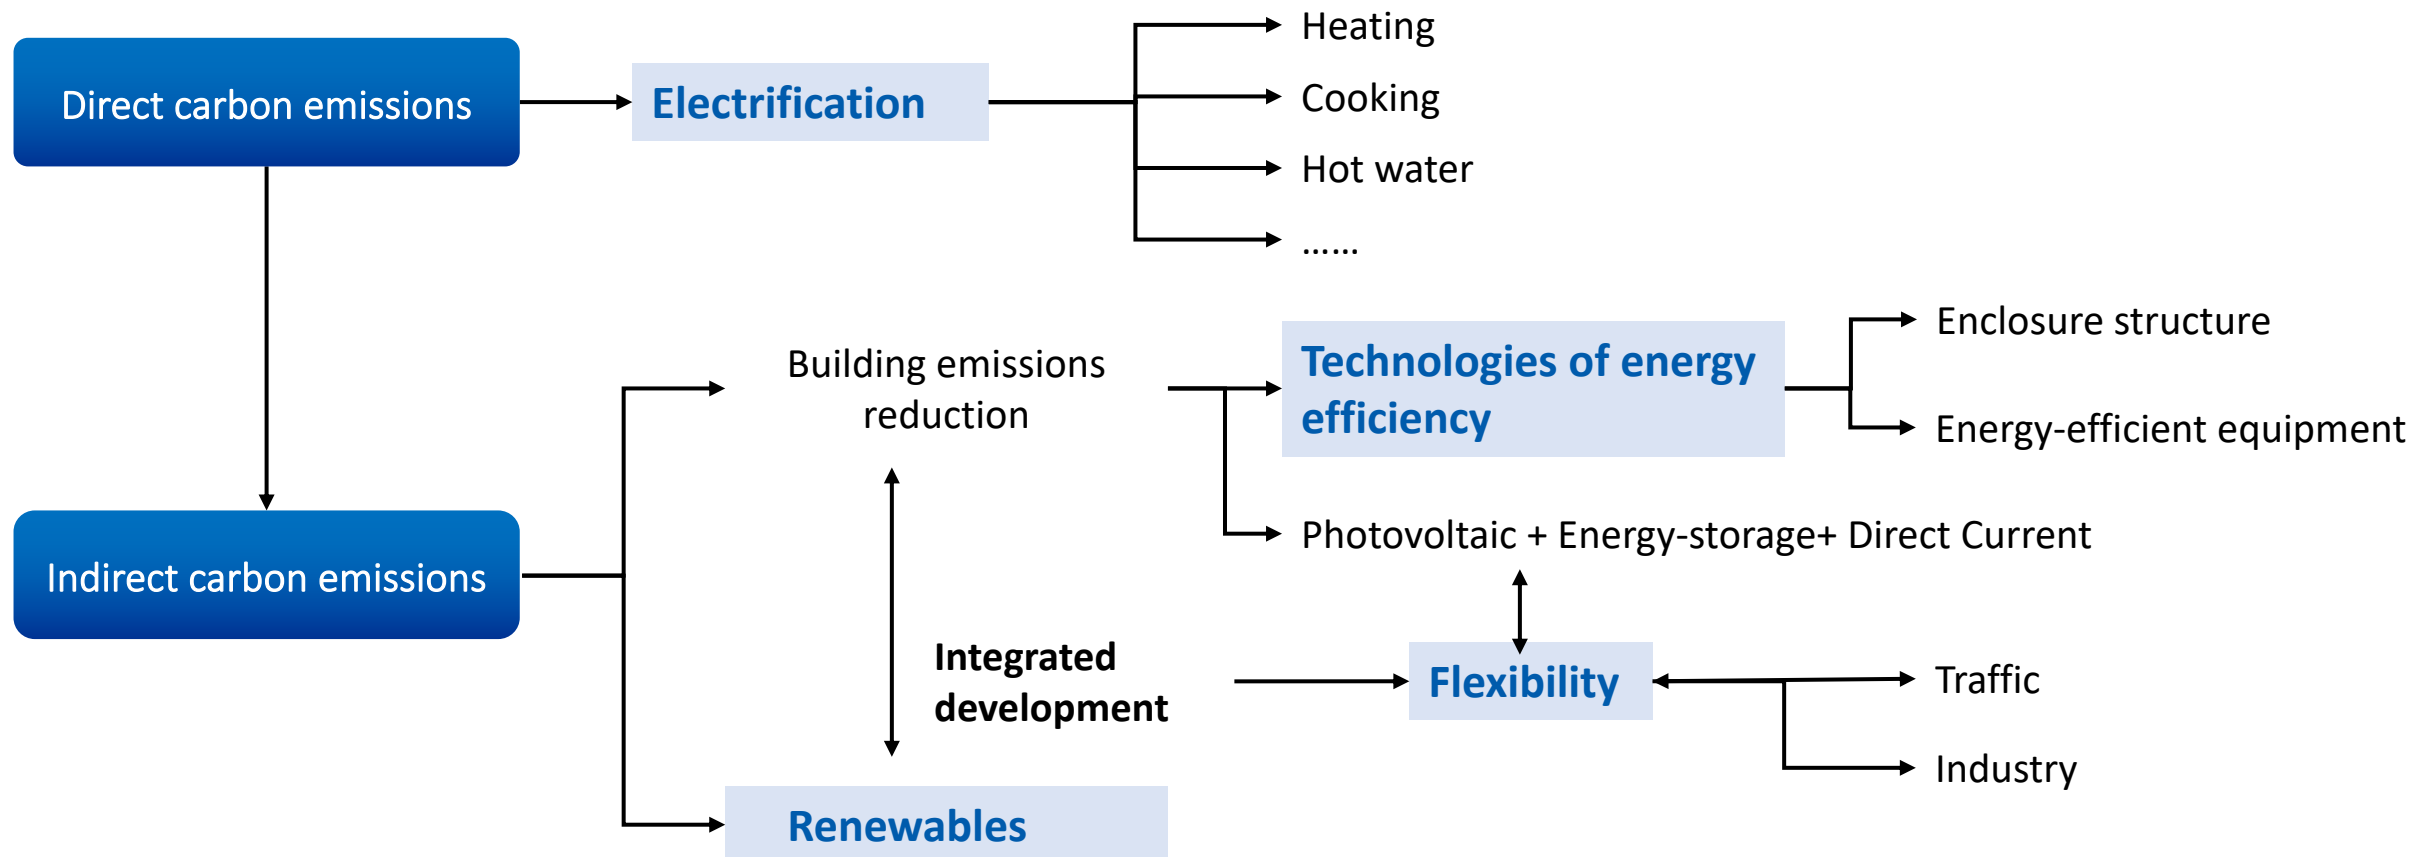 Direct carbon emissions
Electrification
Heating
Cooking
Hot water
......
Building emissions
reduction
Technologies of energy
efficiency
Enclosure structure
Energy-efficient equipment
Photovoltaic + Energy-storage+ Direct Current
Indirect carbon emissions
Integrated
development
Flexibility
Traffic
Industry
Renewables